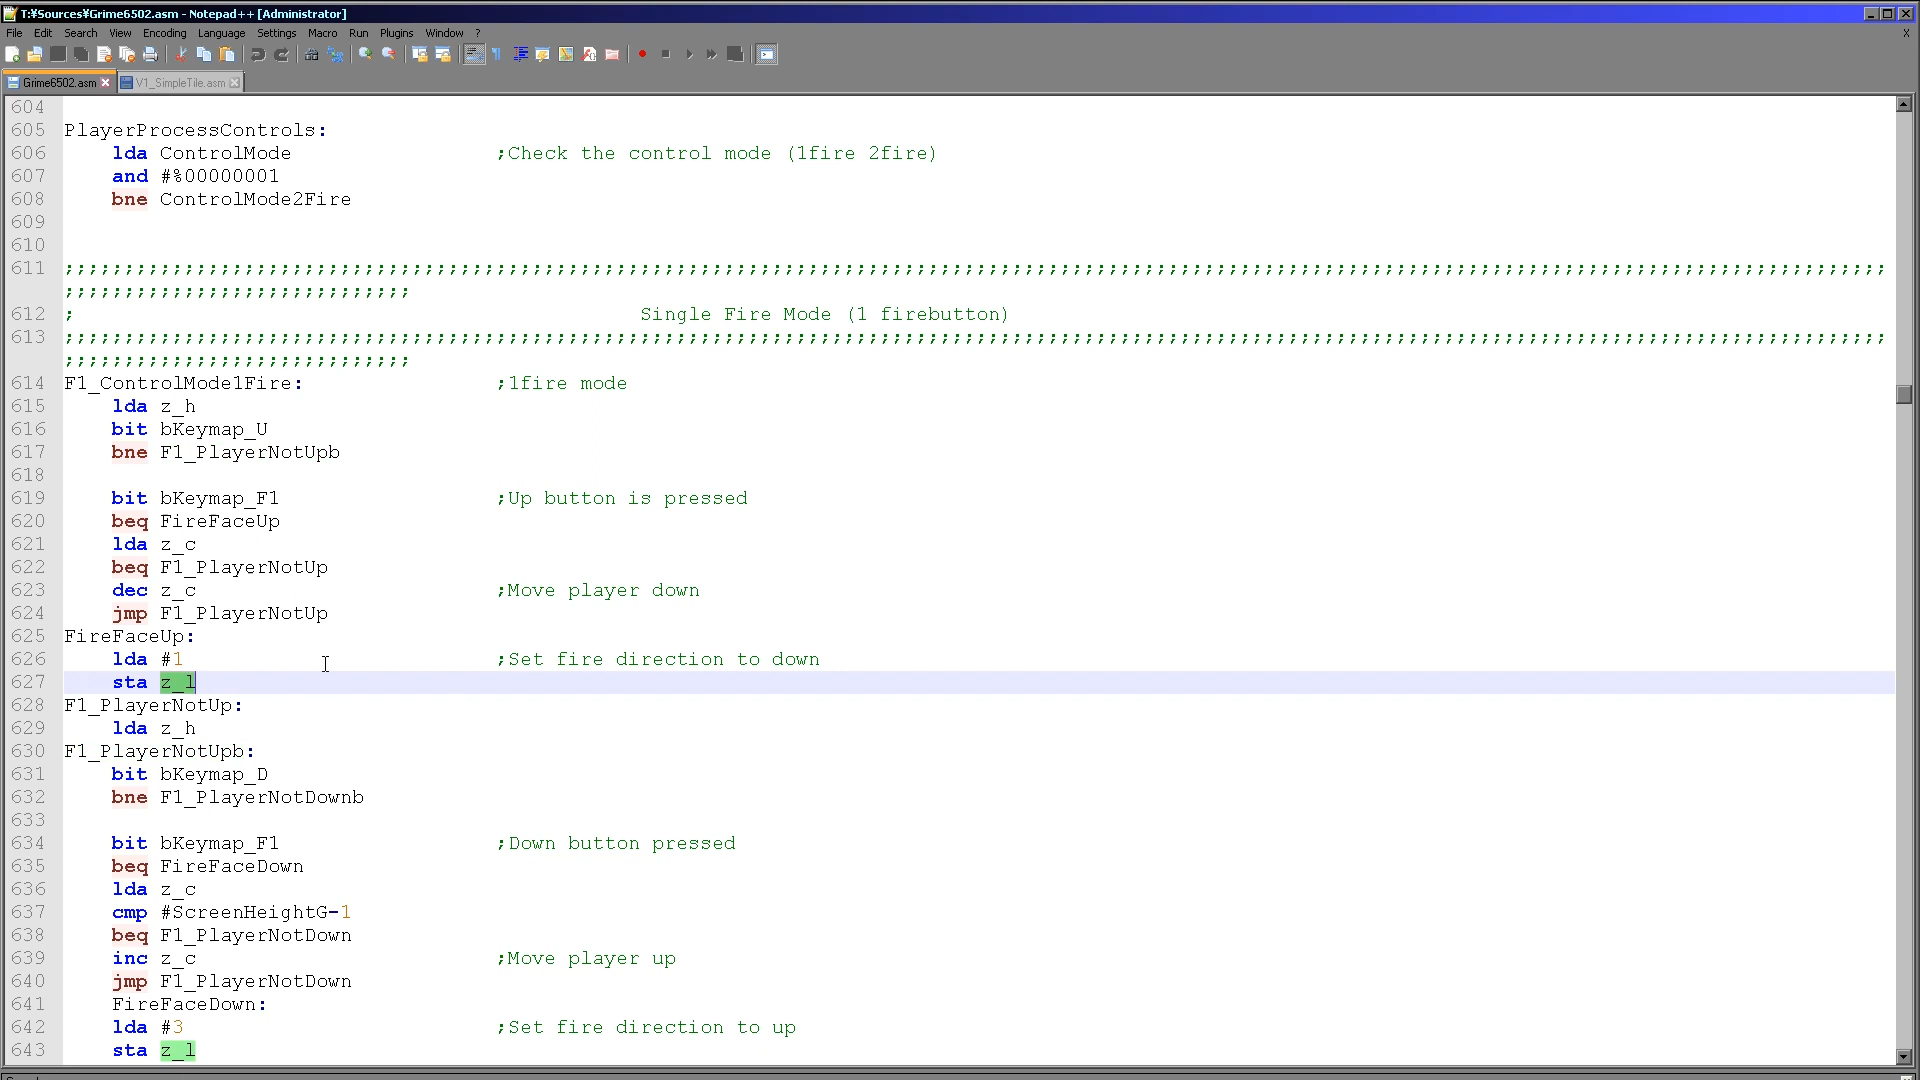 T:¥Sources¥Grime6502.asm - Notepad++ [Administrator]
File Edit Search View Encoding Language Settings Macro Run Plugins Window ? X
Grime6502.asm V1_SimpleTile.asm
604
605 PlayerProcessControls:
606 lda ControlMode ;Check the control mode (1fire 2fire)
607 and #%00000001
608 bne ControlMode2Fire
609
610
611 ;;;;;;;;;;;;;;;;;;;;;;;;;;;;;;;;;;;;;;;;;;;;;;;;;;;;;;;;;;;;;;;;;;;;;;;;;;;;;;;;;;;;;;;;;;;;;;;;;;;;;;;;;;;;;;;;;;;;;;;;;;;;;;;;;;;;;;;;;;;;;;;;;;;;;;;;
;;;;;;;;;;;;;;;;;;;;;;;;;;;;;
612 ; Single Fire Mode (1 firebutton)
613 ;;;;;;;;;;;;;;;;;;;;;;;;;;;;;;;;;;;;;;;;;;;;;;;;;;;;;;;;;;;;;;;;;;;;;;;;;;;;;;;;;;;;;;;;;;;;;;;;;;;;;;;;;;;;;;;;;;;;;;;;;;;;;;;;;;;;;;;;;;;;;;;;;;;;;;;;
;;;;;;;;;;;;;;;;;;;;;;;;;;;;;
614 F1_ControlMode1Fire: ;1fire mode
615 lda z_h
616 bit bKeymap_U
617 bne F1_PlayerNotUpb
618
619 bit bKeymap_F1 ;Up button is pressed
620 beq FireFaceUp
621 lda z_c
622 beq F1_PlayerNotUp
623 dec z_c ;Move player down
624 jmp F1_PlayerNotUp
625 FireFaceUp:
626 lda #1 ;Set fire direction to down
627 sta z_l
628 F1_PlayerNotUp:
629 lda z_h
630 F1_PlayerNotUpb:
631 bit bKeymap_D
632 bne F1_PlayerNotDownb
633
634 bit bKeymap_F1 ;Down button pressed
635 beq FireFaceDown
636 lda z_c
637 cmp #ScreenHeightG-1
638 beq F1_PlayerNotDown
639 inc z_c ;Move player up
640 jmp F1_PlayerNotDown
641 FireFaceDown:
642 lda #3 ;Set fire direction to up
643 sta z_l